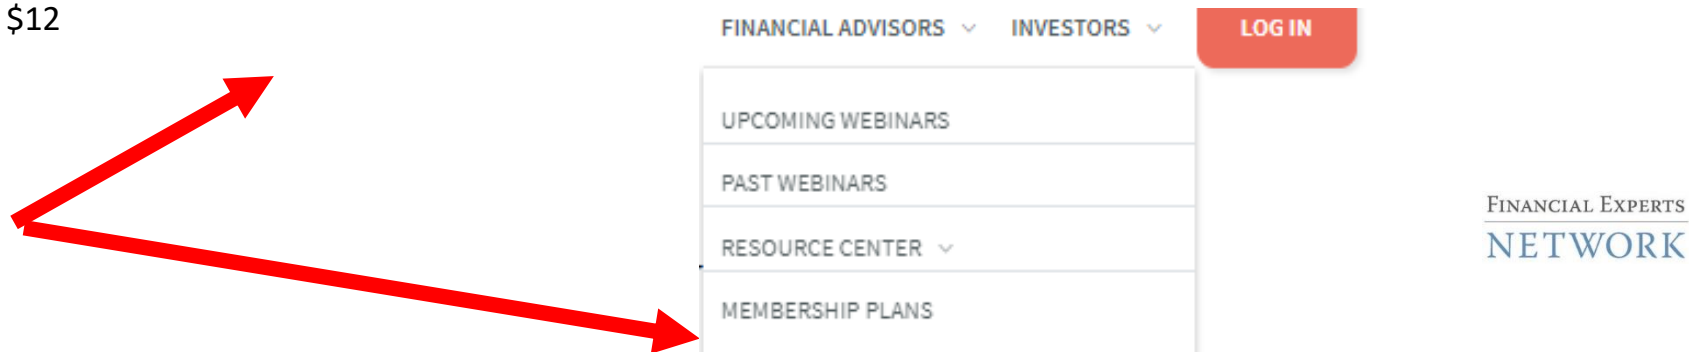 $12
FINANCIAL ADVISORS INVESTORS LOG IN
UPCOMING WEBINARS
PAST WEBINARS
RESOURCE CENTER
MEMBERSHIP PLANS
FINANCIAL EXPERTS
NETWORK